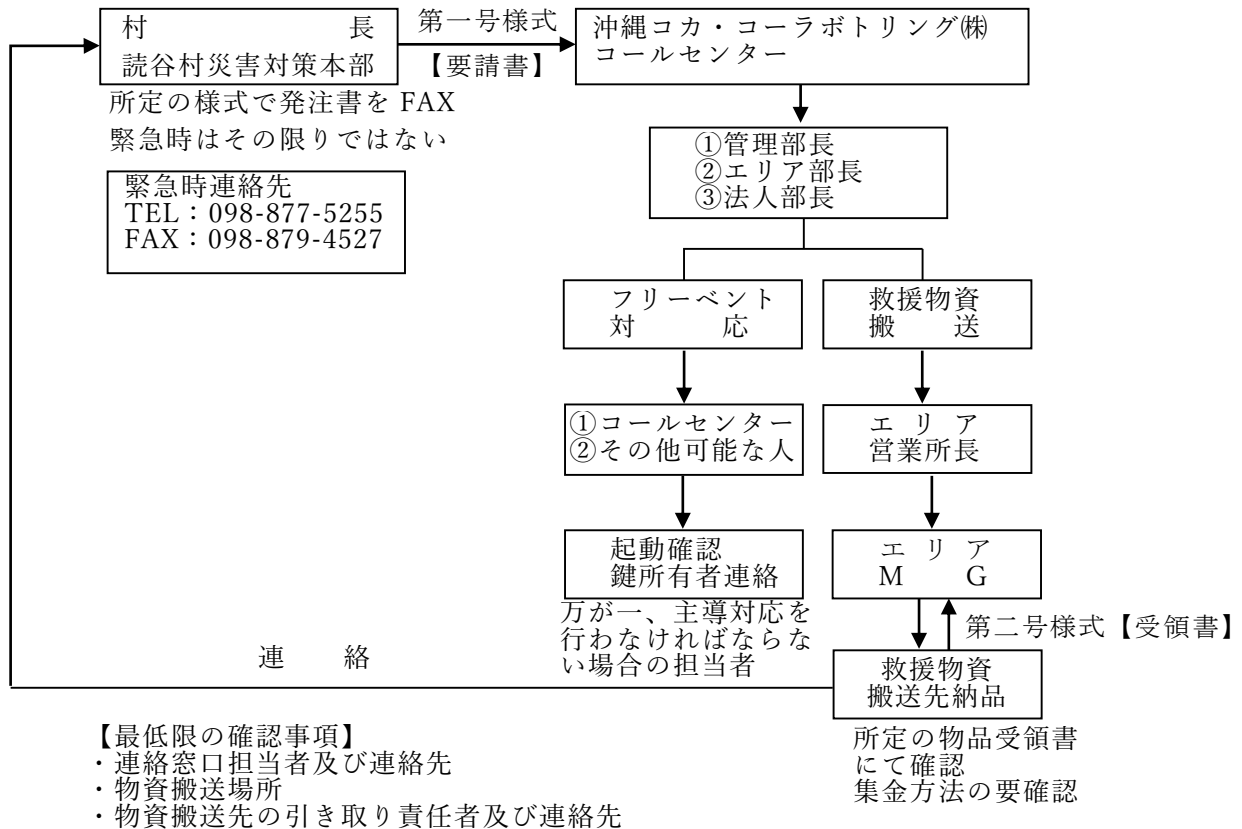 村　　　　　長
読谷村災害対策本部
第一号様式
【要請書】
沖縄コカ・コーラボトリング㈱
コールセンター
所定の様式で発注書を FAX
緊急時はその限りではない
緊急時連絡先
TEL：098-877-5255
FAX：098-879-4527
①管理部長
②エリア部長
③法人部長
フリーベント
対　　　応
救援物資
搬　　送
①コールセンター
②その他可能な人
エ リ ア
営業所長
起動確認
鍵所有者連絡
万が一、主導対応を
行わなければならな
い場合の担当者
エ リ ア
M　　G
第二号様式【受領書】
連　　絡
救援物資
搬送先納品
所定の物品受領書
にて確認
集金方法の要確認
【最低限の確認事項】
・連絡窓口担当者及び連絡先
・物資搬送場所
・物資搬送先の引き取り責任者及び連絡先